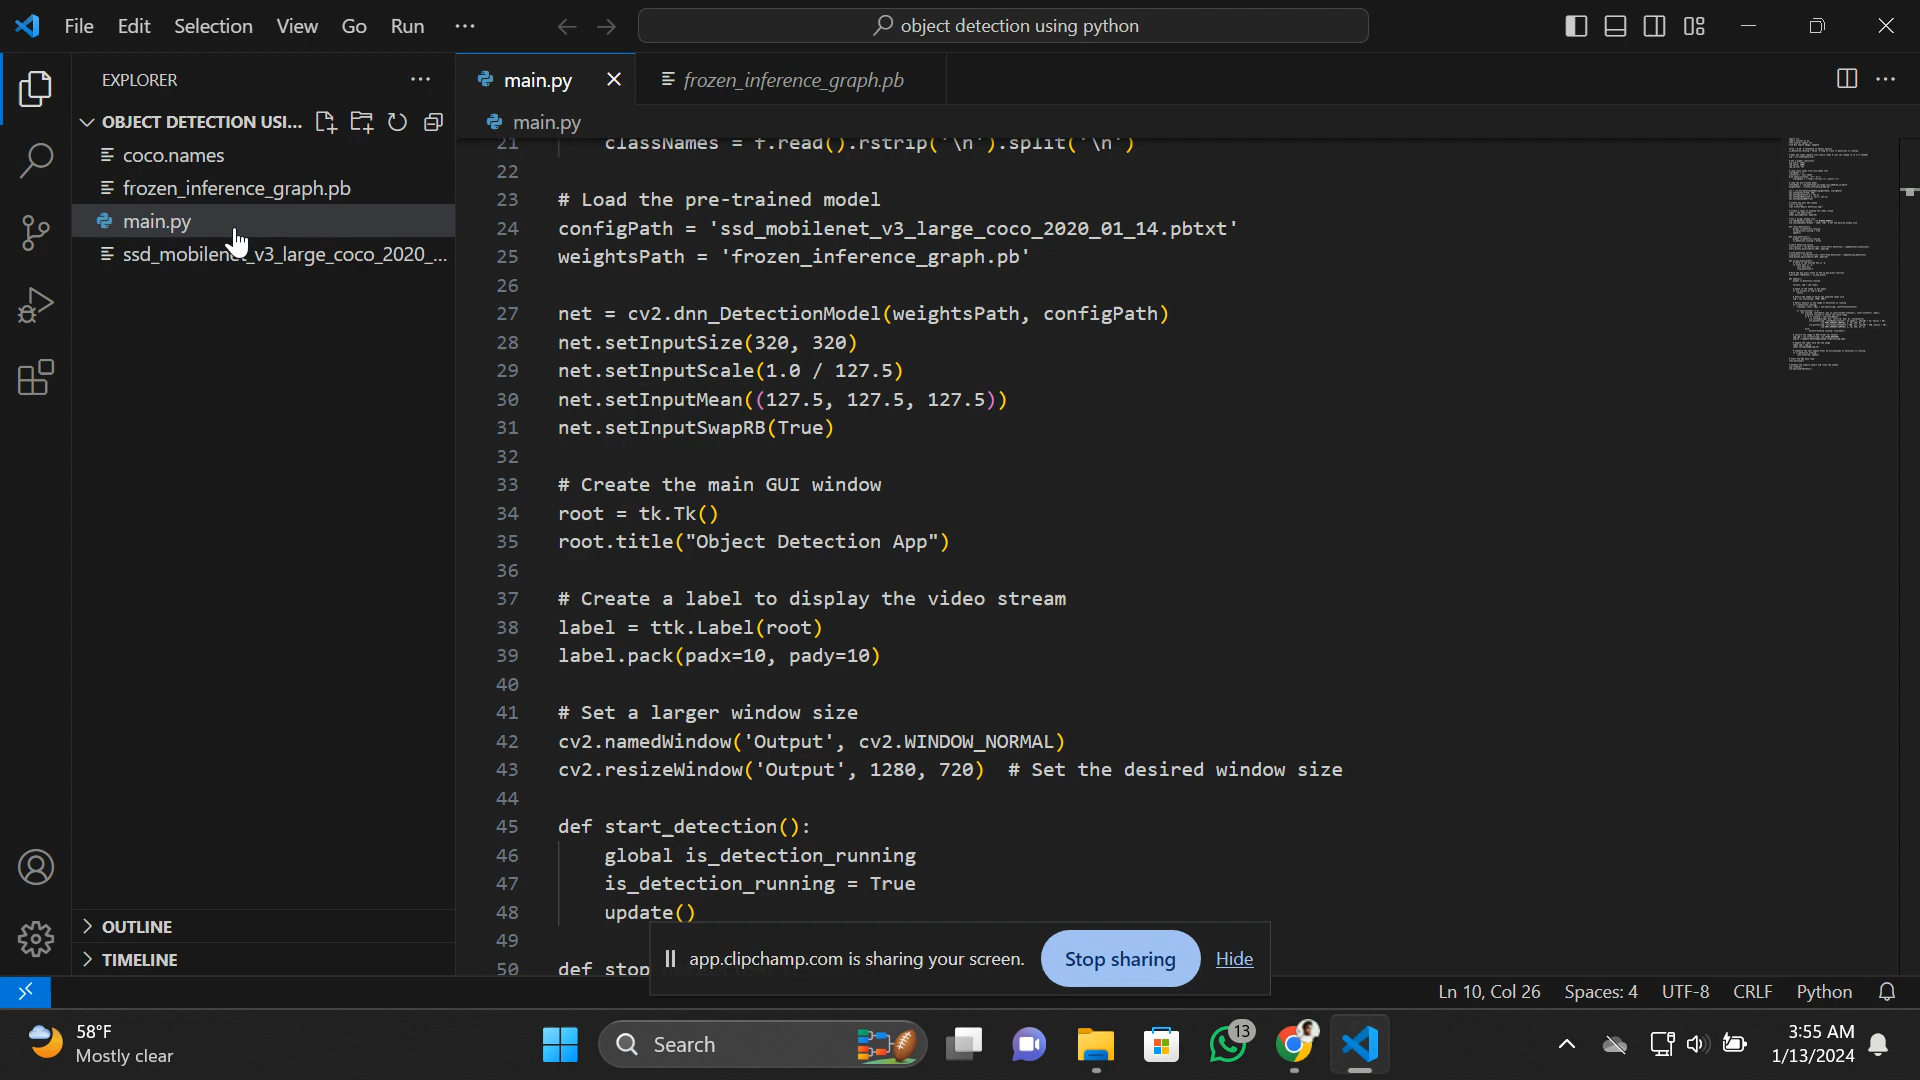 File Edit Selection View Go Run ···
object detection using python
EXPLORER
OBJECT DETECTION USI...
coco.names
frozen_inference_graph.pb
main.py
ssd_mobilenet_v3_large_coco_2020_...
OUTLINE
TIMELINE
main.py
frozen_inference_graph.pb
main.py
21 classNames = f.read().rstrip('\n').split('\n')
22
23 # Load the pre-trained model
24 configPath = 'ssd_mobilenet_v3_large_coco_2020_01_14.pbtxt'
25 weightsPath = 'frozen_inference_graph.pb'
26
27 net = cv2.dnn_DetectionModel(weightsPath, configPath)
28 net.setInputSize(320, 320)
29 net.setInputScale(1.0 / 127.5)
30 net.setInputMean((127.5, 127.5, 127.5))
31 net.setInputSwapRB(True)
32
33 # Create the main GUI window
34 root = tk.Tk()
35 root.title("Object Detection App")
36
37 # Create a label to display the video stream
38 label = ttk.Label(root)
39 label.pack(padx=10, pady=10)
40
41 # Set a larger window size
42 cv2.namedWindow('Output', cv2.WINDOW_NORMAL)
43 cv2.resizeWindow('Output', 1280, 720) # Set the desired window size
44
45 def start_detection():
46 global is_detection_running
47 is_detection_running = True
48 update()
49
50 def stop
app.clipchamp.com is sharing your screen. Stop sharing Hide
Ln 10, Col 26 Spaces: 4 UTF-8 CRLF Python
58°F
Mostly clear
Search
13
3:55 AM
1/13/2024